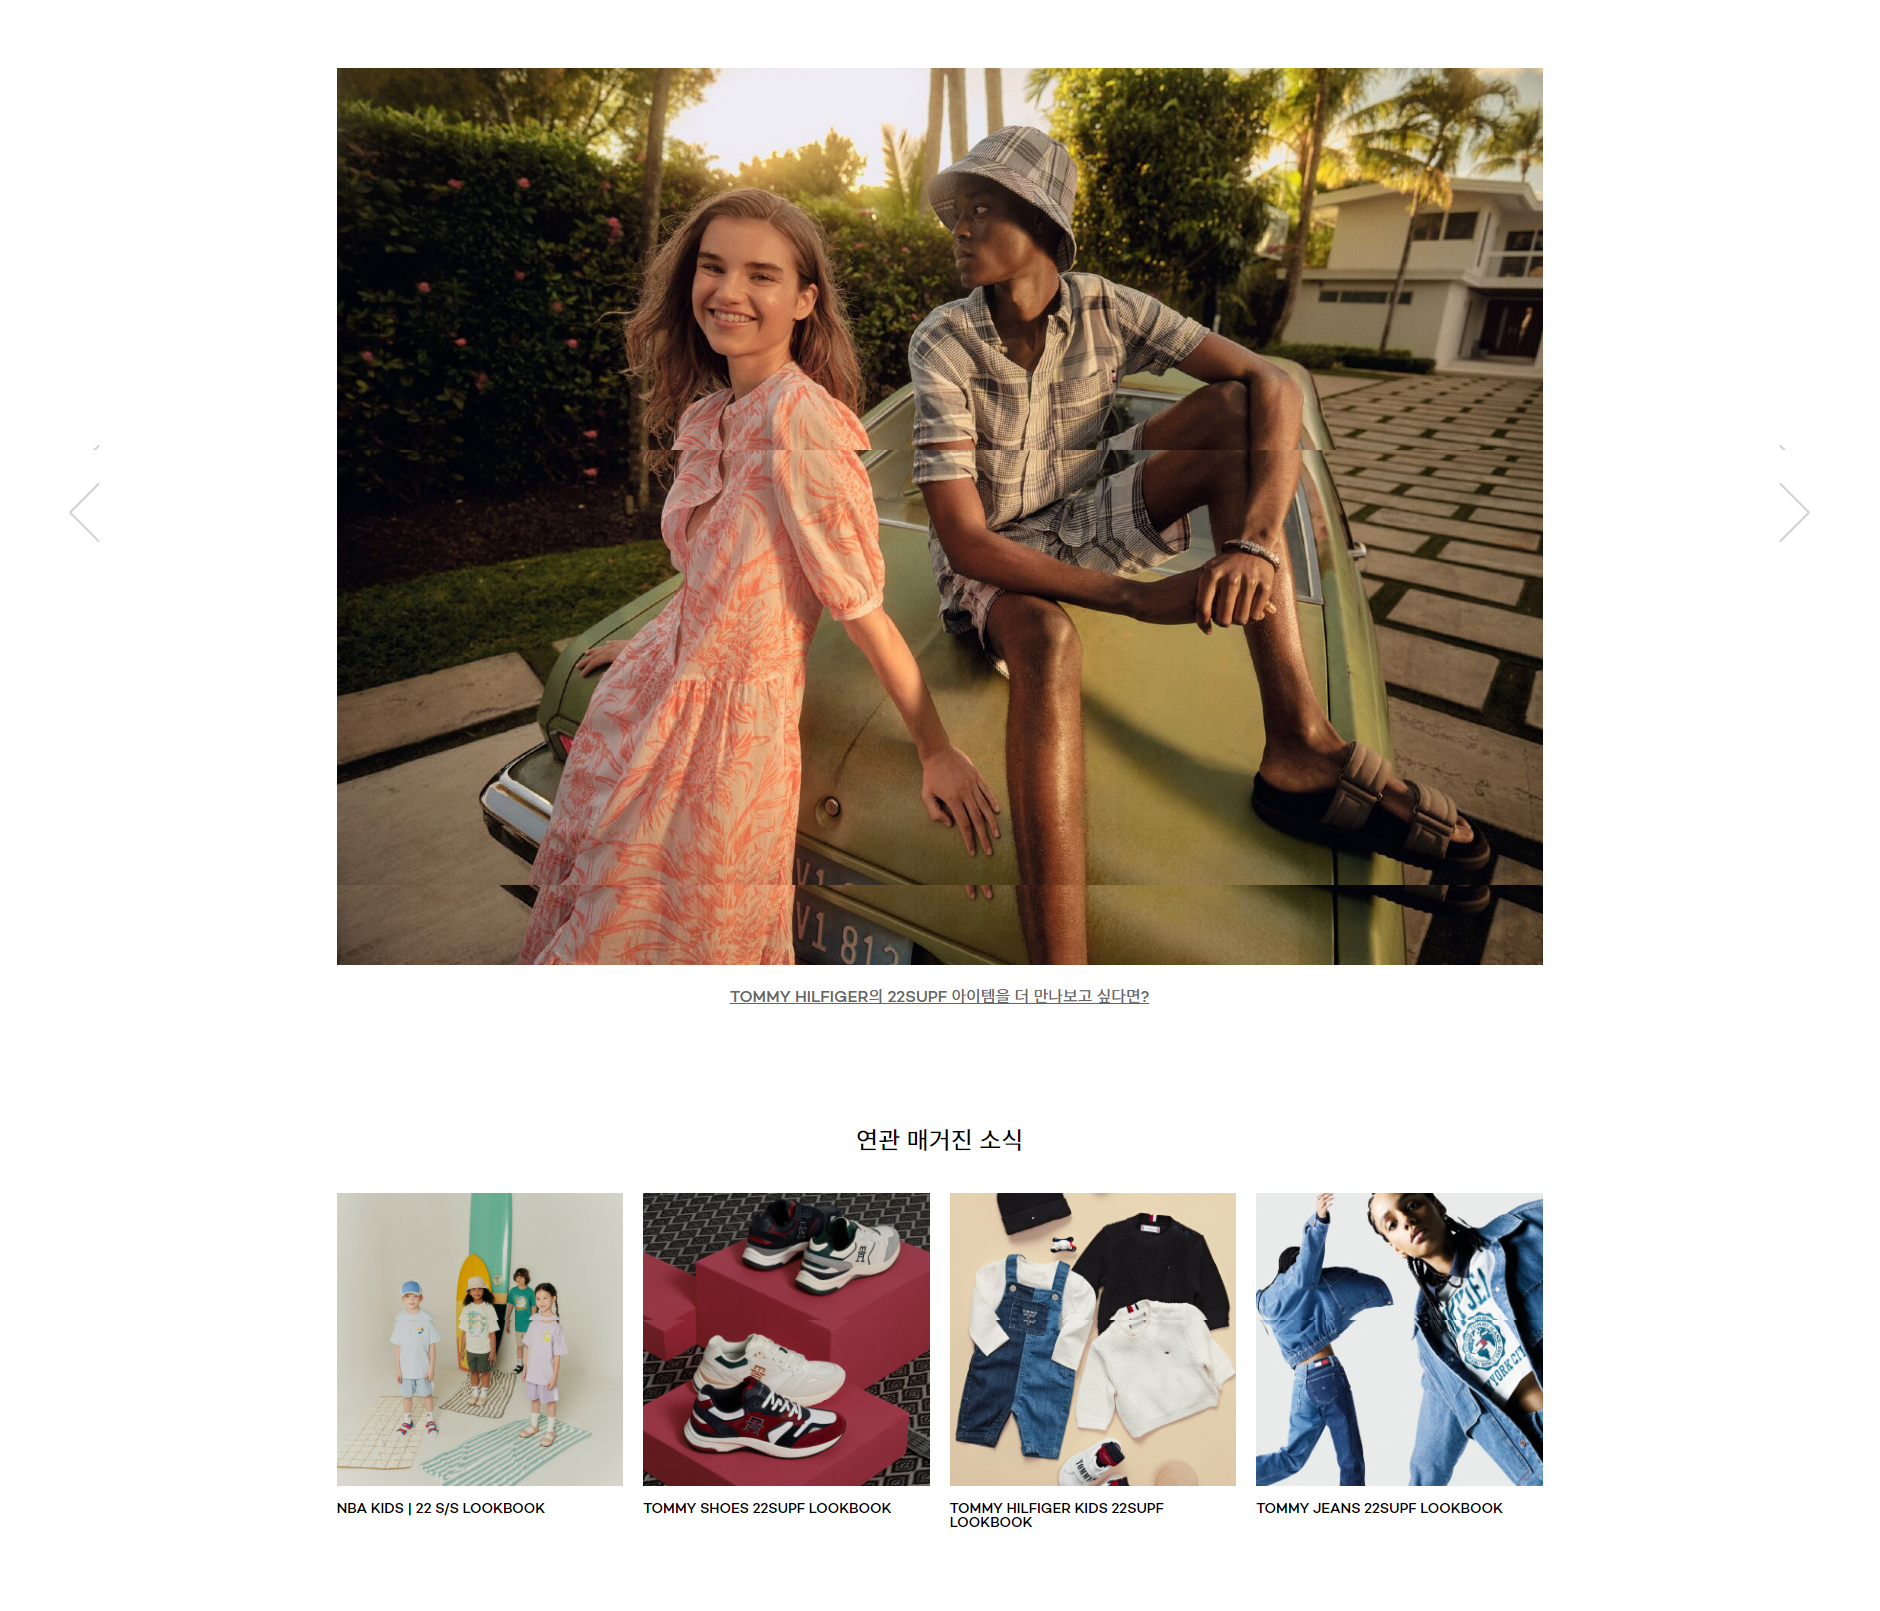 V1 812
TOMMY HILFIGER의 22SUPF 아이템을 더 만나보고 싶다면?
연관 매거진 소식
NBA KIDS | 22 S/S LOOKBOOK
TOMMY SHOES 22SUPF LOOKBOOK
TOMMY HILFIGER KIDS 22SUPF
LOOKBOOK
TOMMY JEANS 22SUPF LOOKBOOK